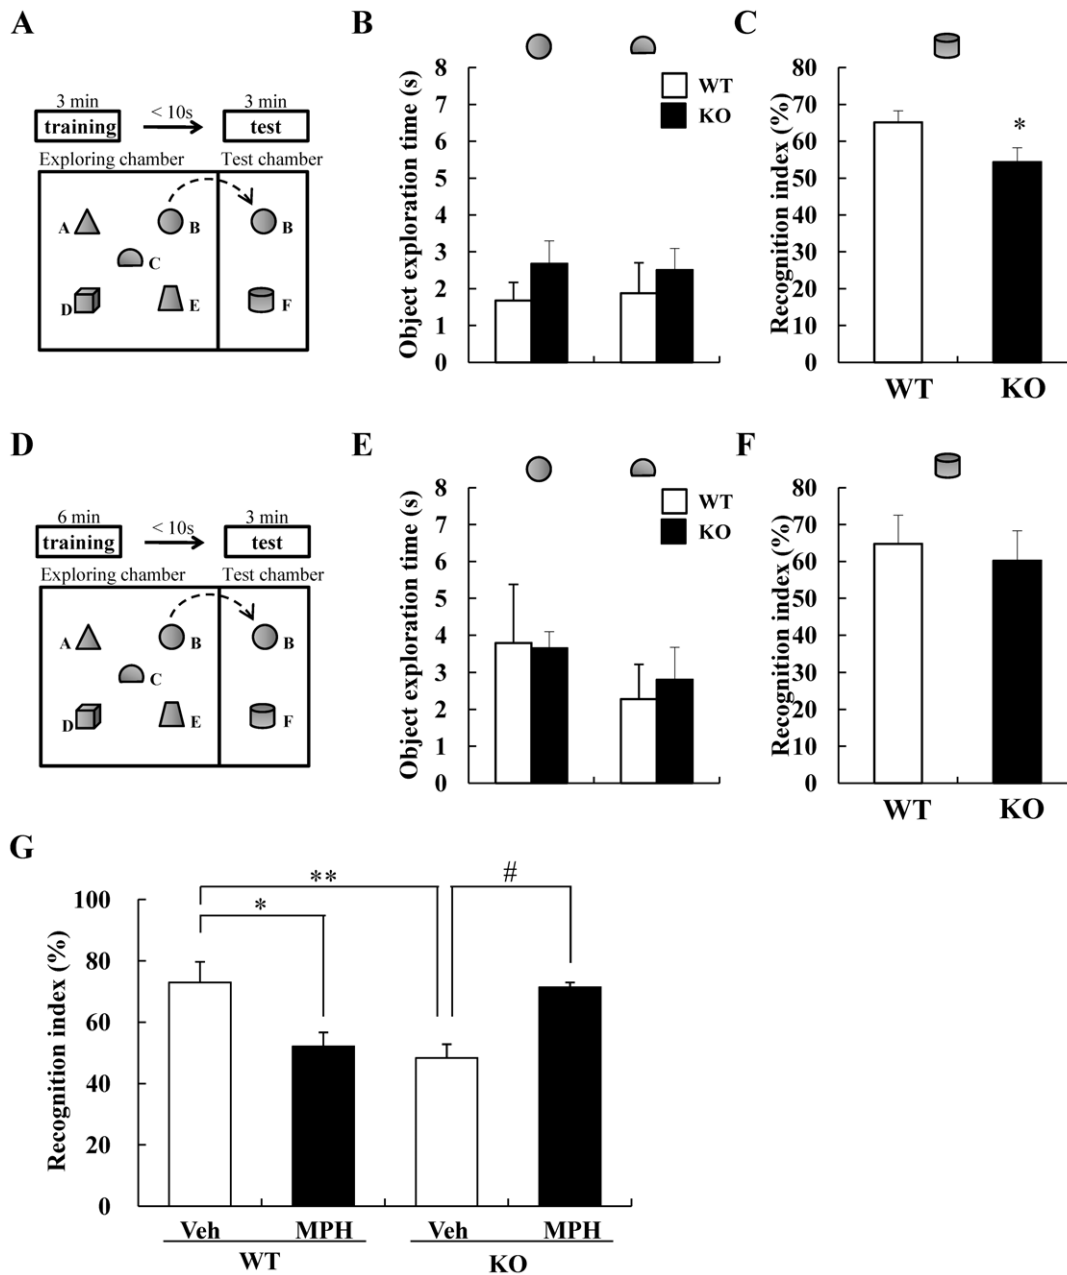 A
3 min
< 10s
3 min
training
test
Exploring chamber
Test chamber
A
B
B
C
D
E
F
B
Object exploration time (s)
8
7
6
5
4
3
2
1
0
WT
KO
C
Recognition index (%)
80
70
60
50
40
30
20
10
0
*
WT
KO
D
6 min
< 10s
3 min
training
test
Exploring chamber
Test chamber
A
B
B
C
D
E
F
E
Object exploration time (s)
8
7
6
5
4
3
2
1
0
WT
KO
F
Recognition index (%)
80
70
60
50
40
30
20
10
0
WT
KO
G
Recognition index (%)
100
80
60
40
20
0
**
*
#
Veh
MPH
Veh
MPH
WT
KO